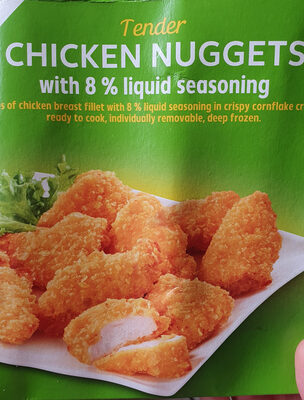 Tender
CHICKEN NUGGETS
with 8 % liquid seasoning
of chicken breast fillet with 8 % liquid seasoning in crispy cornflake
ready to cook, individually removable, deep frozen.